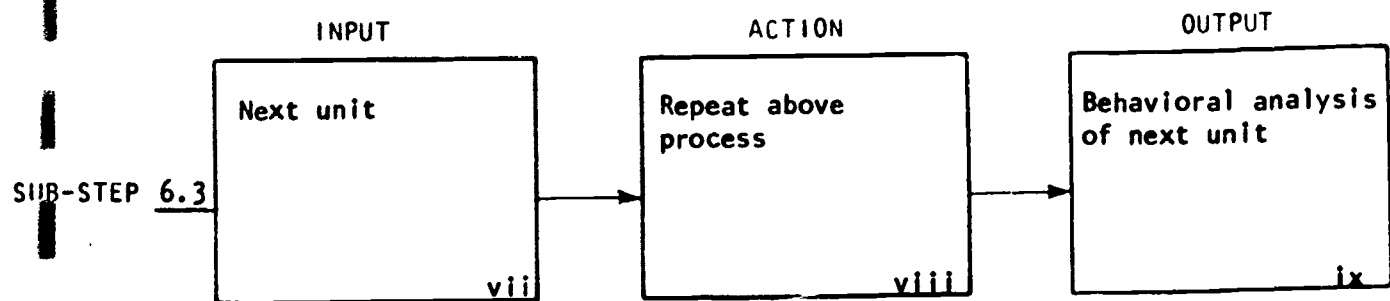 INPUT ACTION OUTPUT
Next unit
Repeat above
process
Behavioral analysis
of next unit
SUB-STEP 6.3
vii
viii
ix